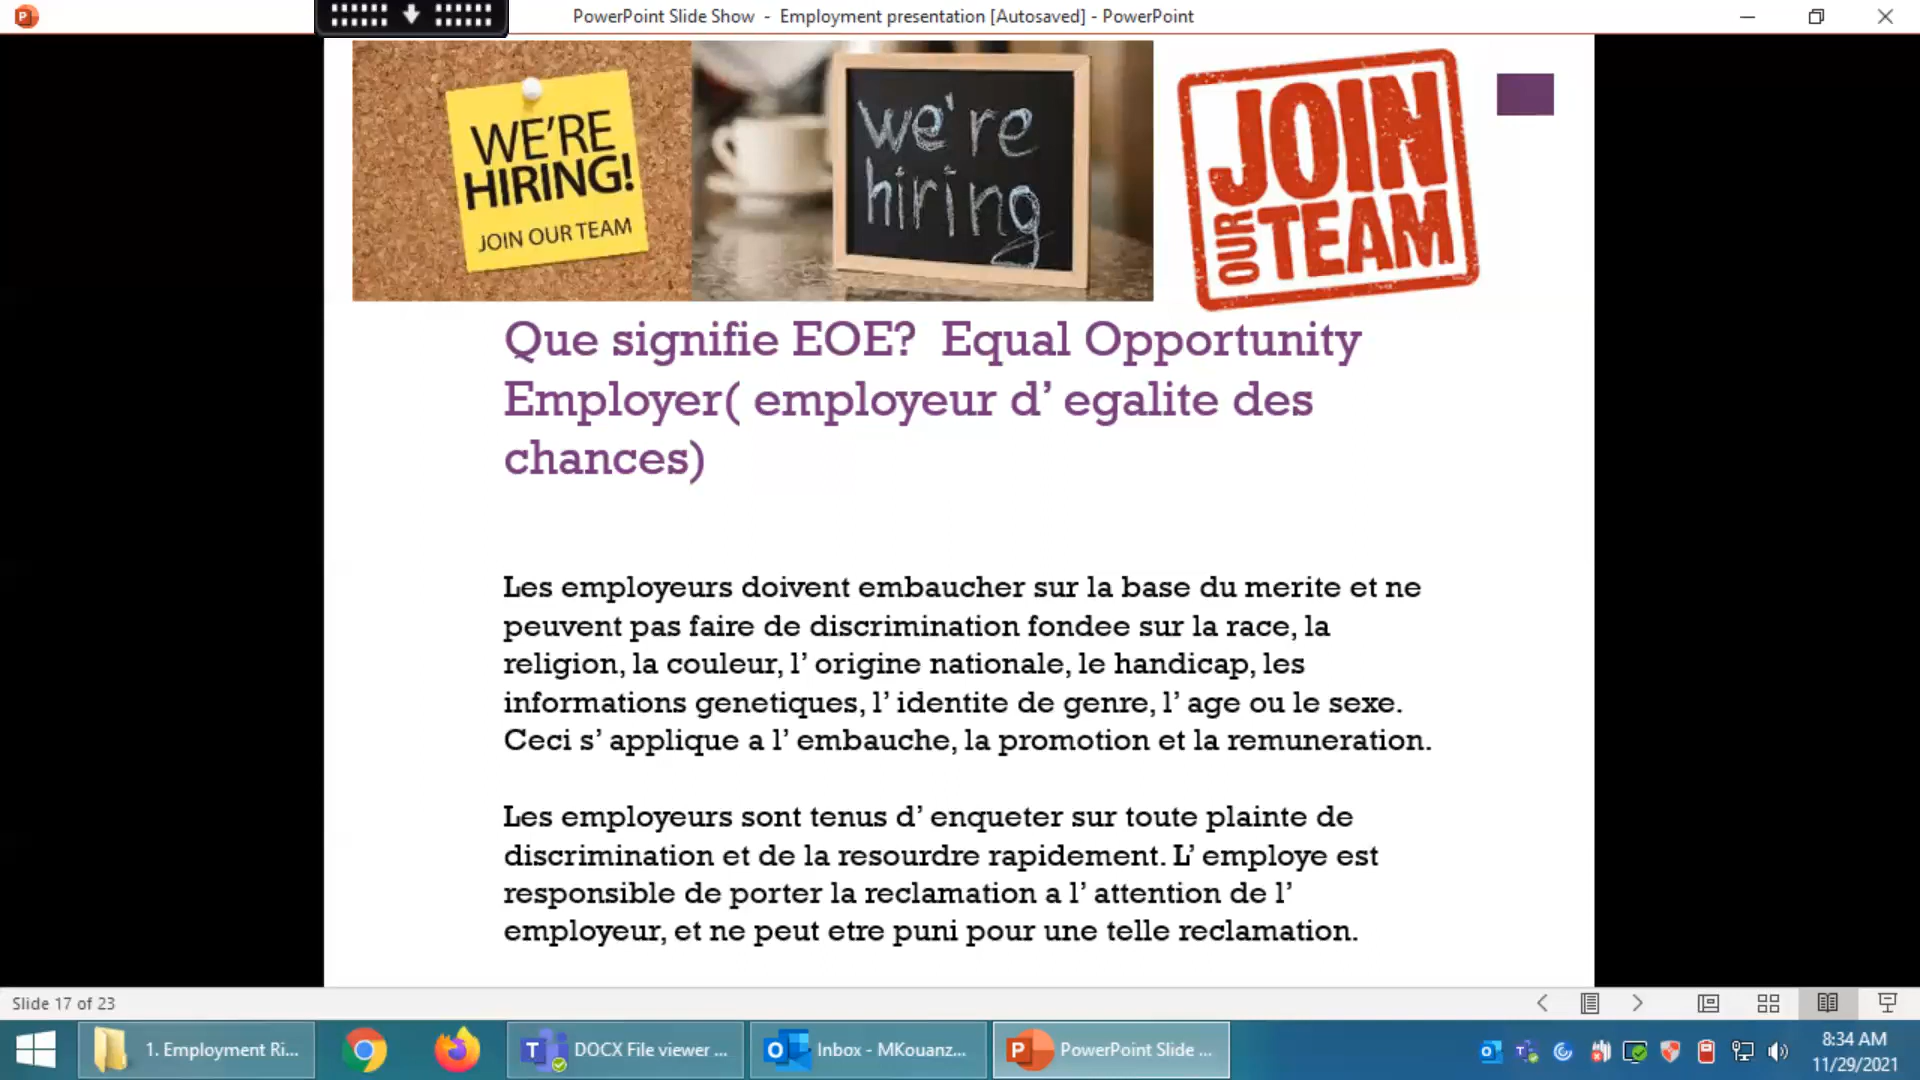 PowerPoint Slide Show - Employment presentation [Autosaved] - PowerPoint
WE'RE
HIRING!
JOIN OUR TEAM
we're
hiring
JOIN
OUR TEAM
Que signifie EOE? Equal Opportunity
Employer( employeur d’ egalite des
chances)
Les employeurs doivent embaucher sur la base du merite et ne
peuvent pas faire de discrimination fondee sur la race, la
religion, la couleur, l’ origine nationale, le handicap, les
informations genetiques, l’ identite de genre, l’ age ou le sexe.
Ceci s’ applique a l’ embauche, la promotion et la remuneration.
Les employeurs sont tenus d’ enqueter sur toute plainte de
discrimination et de la resourdre rapidement. L’ employe est
responsible de porter la reclamation a l’ attention de l’
employeur, et ne peut etre puni pour une telle reclamation.
Slide 17 of 23
1. Employment Ri...
DOCX File viewer ...
Inbox - MKouanz...
PowerPoint Slide ...
8:34 AM
11/29/2021